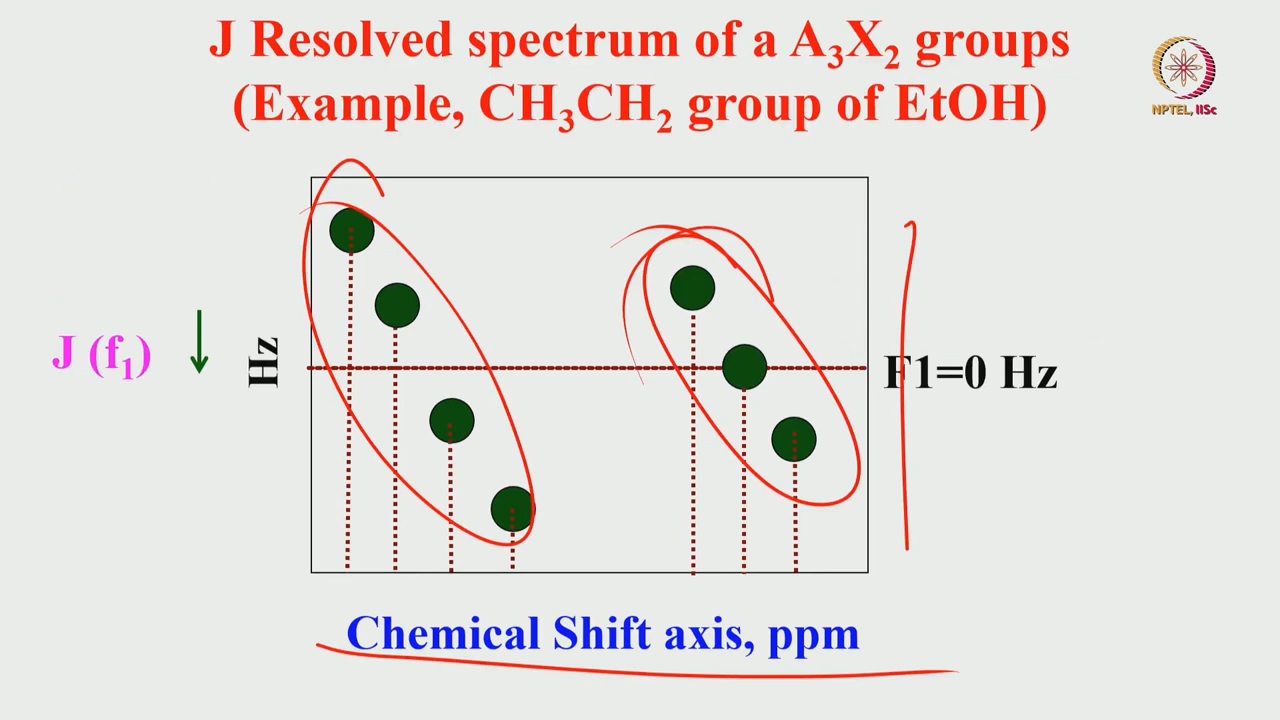 J Resolved spectrum of a A₃X₂ groups
(Example, CH₃CH₂ group of EtOH)
NPTEL, IISc
J (f₁)
Hz
F1=0 Hz
Chemical Shift axis, ppm